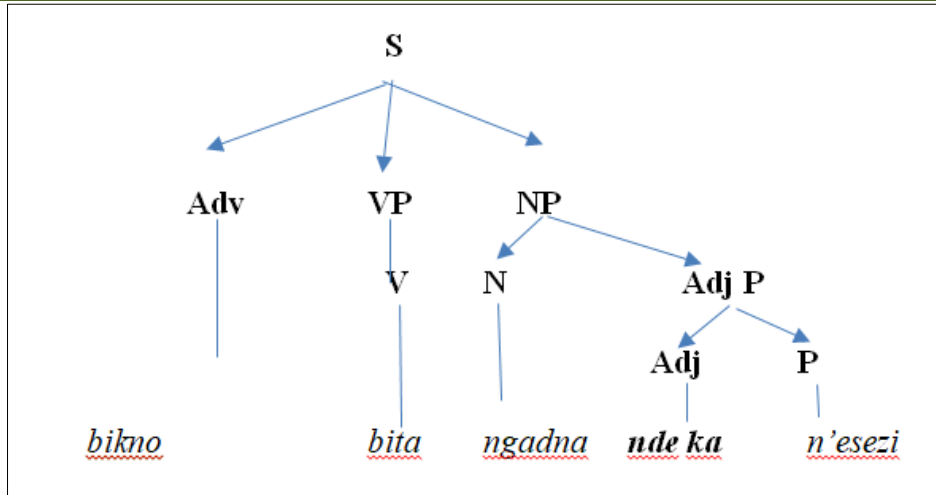 S
Adv VP NP
V N Adj P
Adj P
bikno bita ngadna nde ka n’esezi